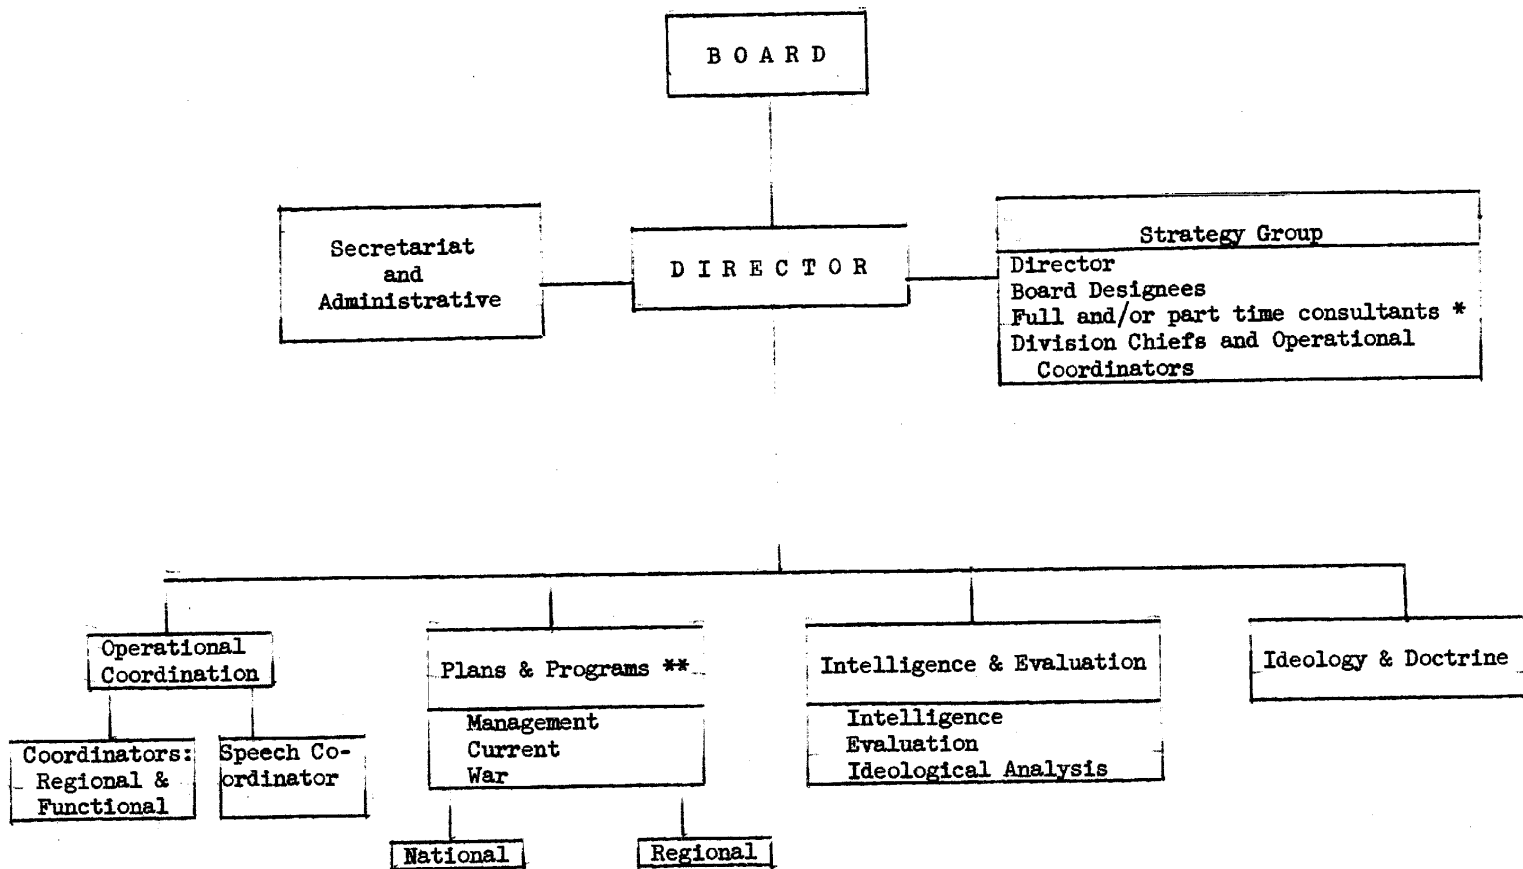 B O A R D
Secretariat
and
Administrative
D I R E C T O R
Strategy Group
Director
Board Designees
Full and/or part time consultants *
Division Chiefs and Operational
Coordinators
Operational
Coordination
Coordinators:
Regional &
Functional
Speech Co-
ordinator
Plans & Programs **
Management
Current
War
National
Regional
Intelligence & Evaluation
Intelligence
Evaluation
Ideological Analysis
Ideology & Doctrine